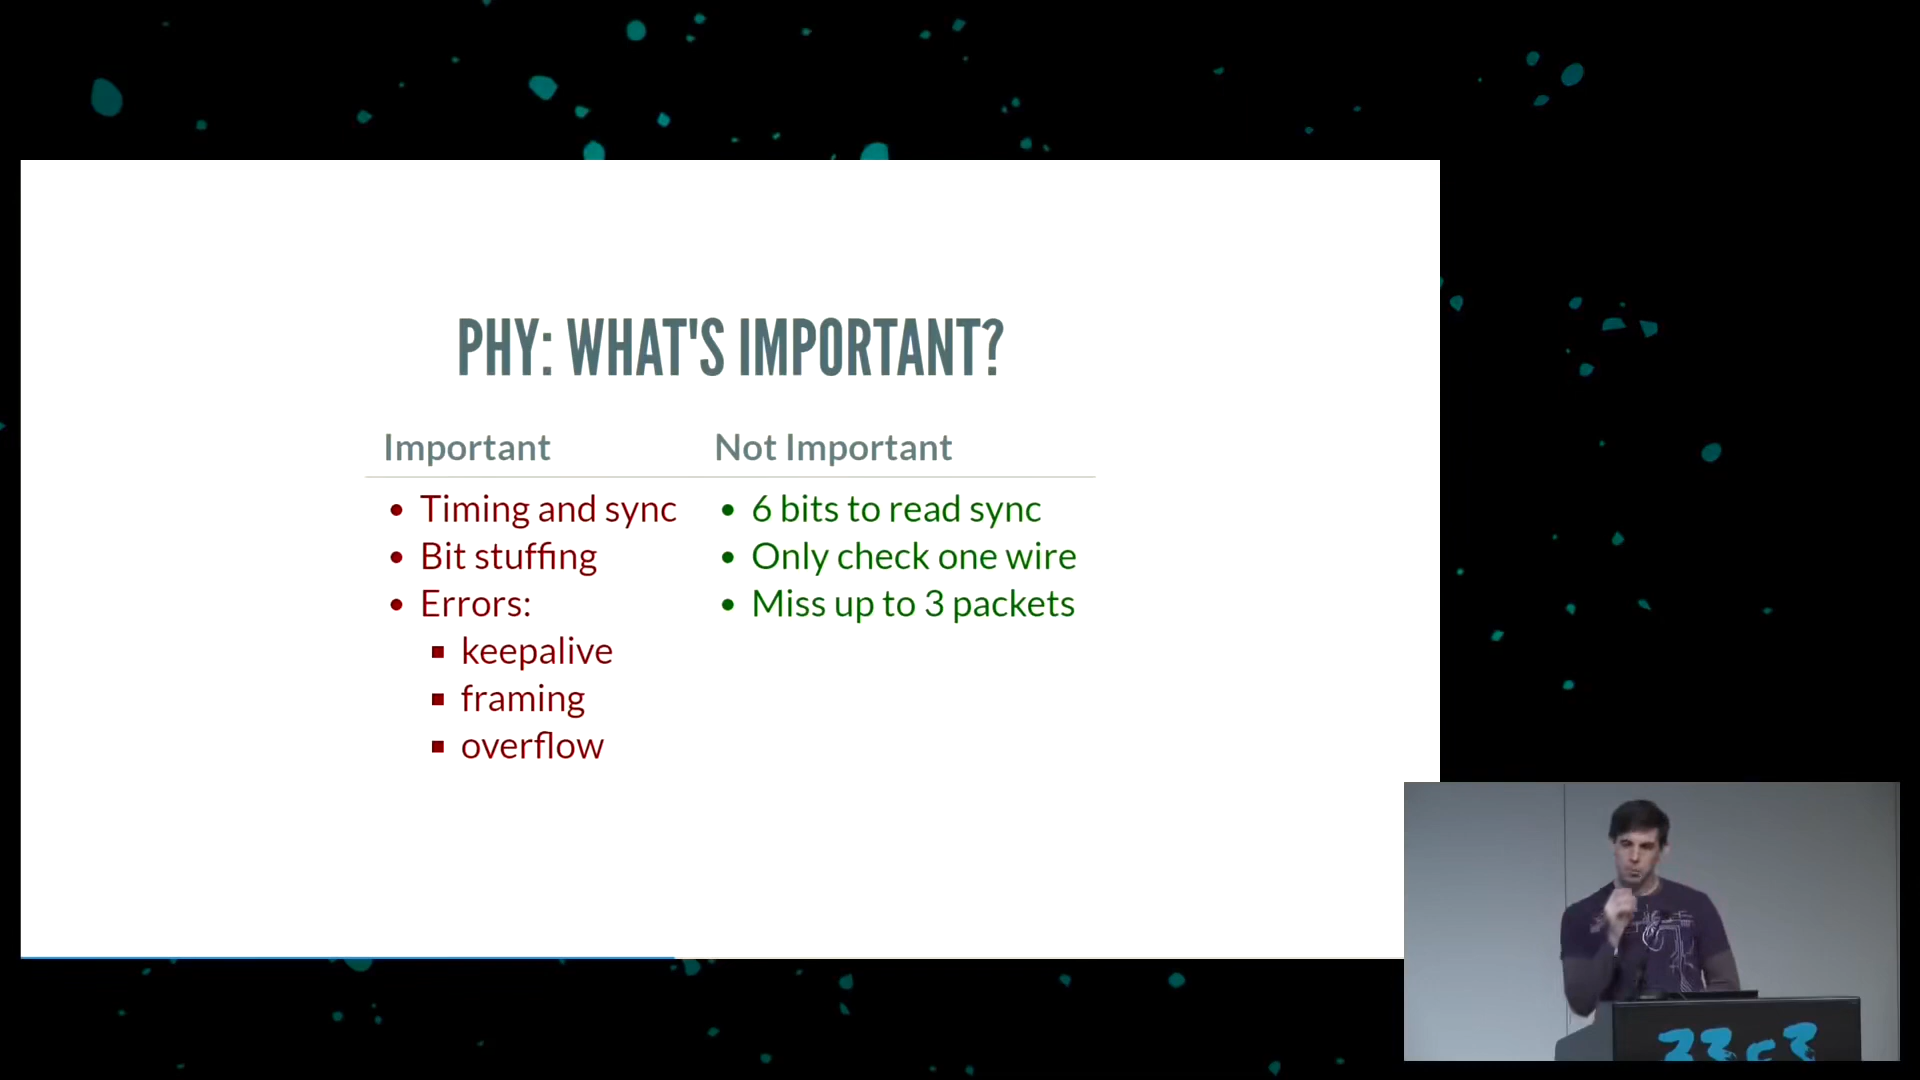 PHY: WHAT'S IMPORTANT?
Important
Not Important
Timing and sync
Bit stuffing
Errors:
keepalive
framing
overflow
6 bits to read sync
Only check one wire
Miss up to 3 packets
33c3